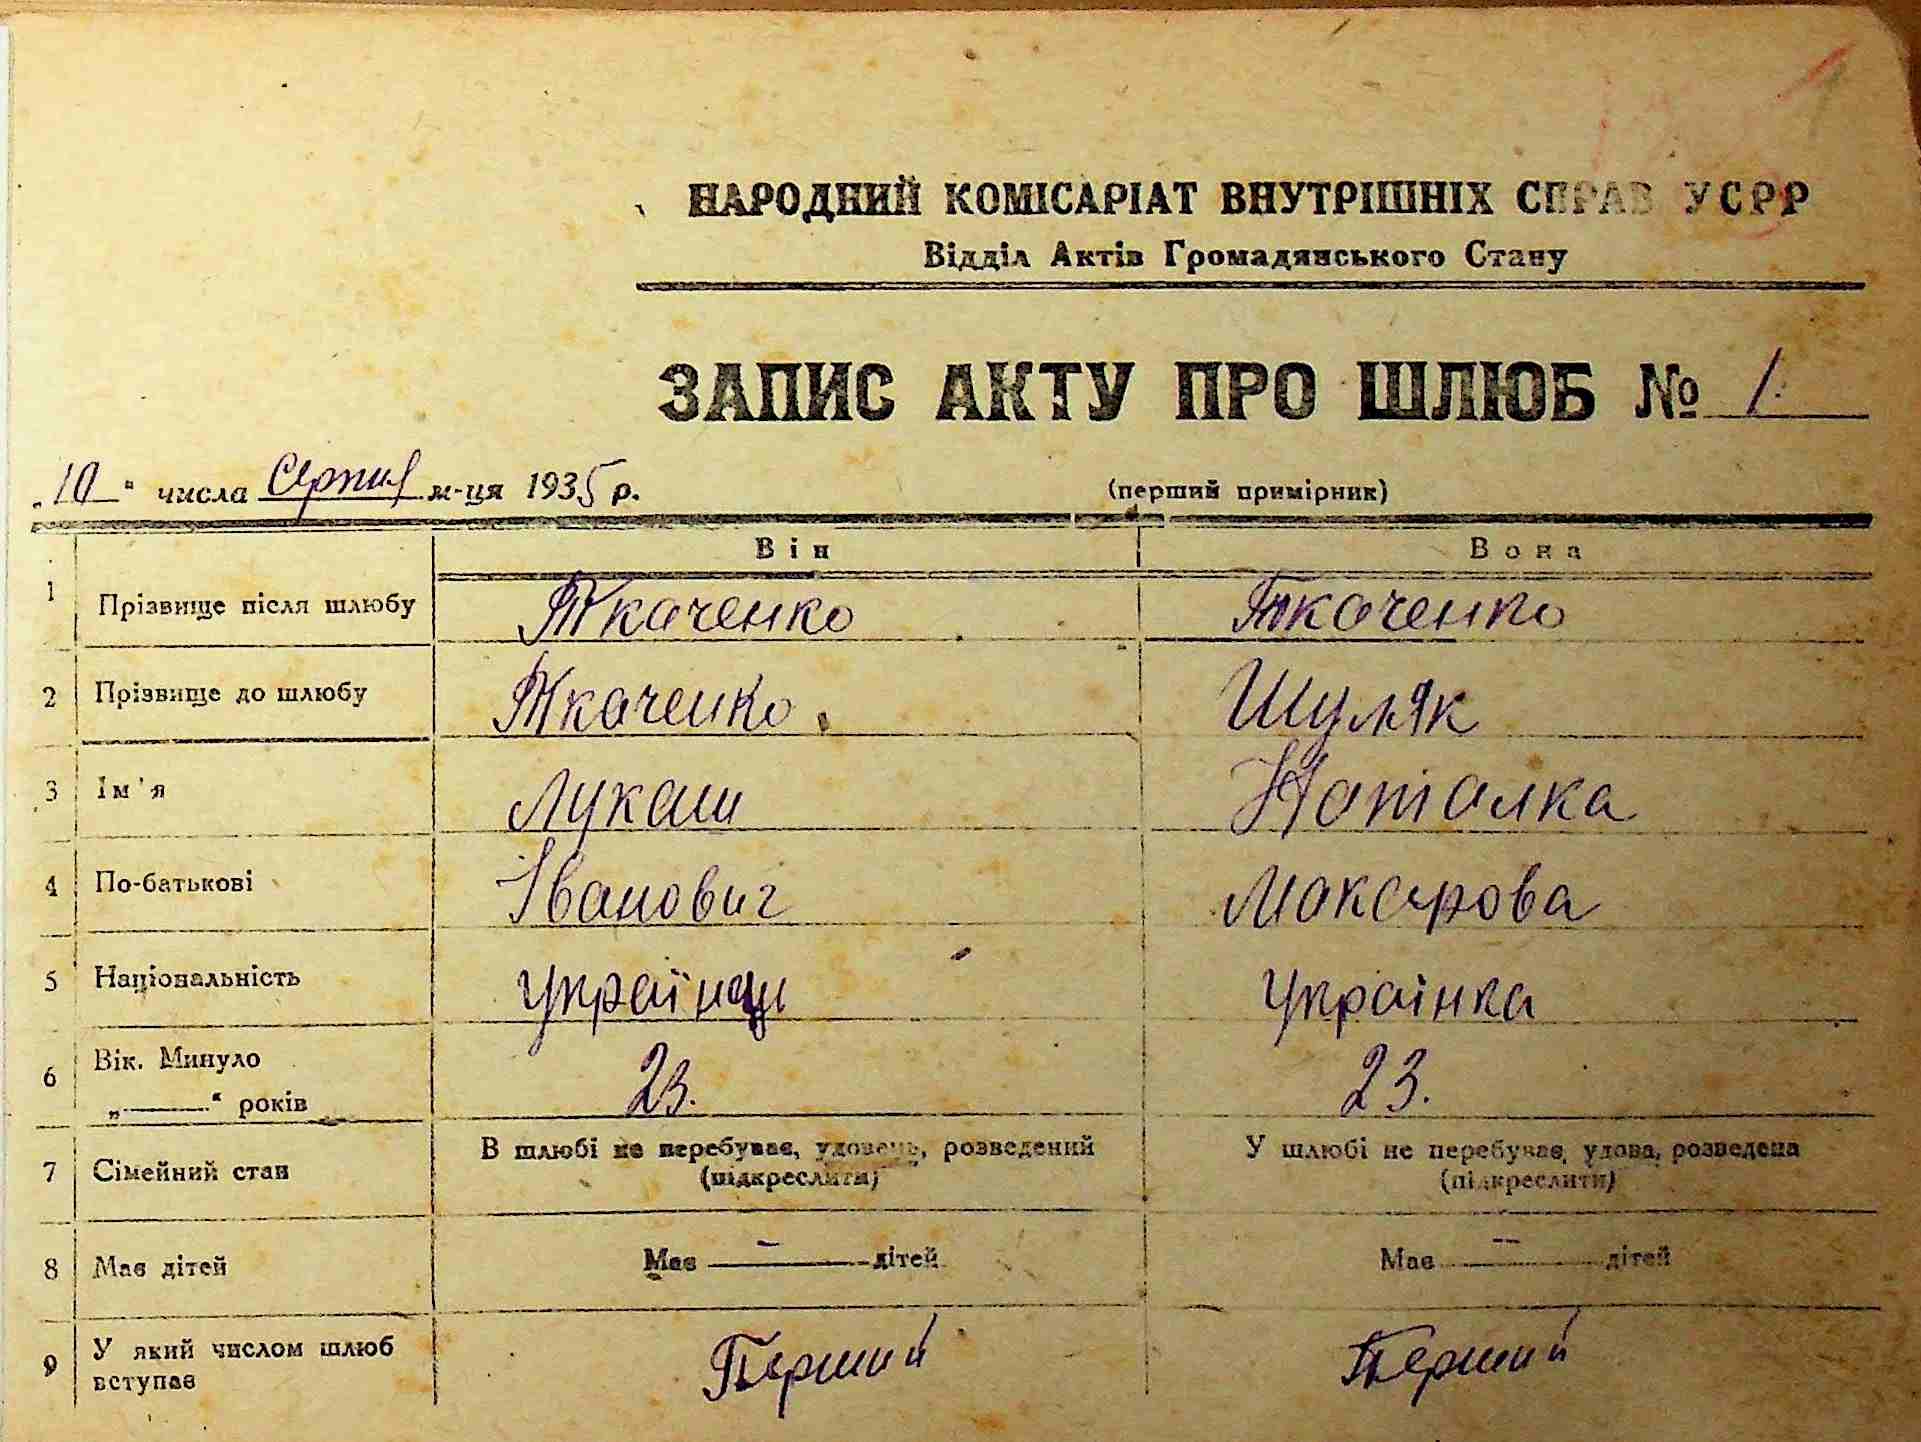 НАРОДНИЙ КОМІСАРІАТ ВНУТРІШНІХ СПРАВ УСРР
Відділ Актів Громадянського Стану
ЗАПИС АКТУ ПРО ШЛЮБ № 1.
„10“ числа Серпня м-ця 1935 р. (перший примірник)
Він Вона
1 Прізвище після шлюбу Ткаченко Ткаченко
2 Прізвище до шлюбу Ткаченко. Шуляк
3 Ім'я Лукаш Наталка
4 По-батькові Іванович Макарова
5 Національність Українець Украінка
6 Вік. Минуло
„——“ років 23. 23.
7 Сімейний стан В шлюбі не перебуває, удовець, розведений У шлюбі не перебуває, удова, розведена
(підкреслити) (підкреслити)
8 Має дітей Має — дітей Має — дітей
9 У який числом шлюб Перший Перший
вступає